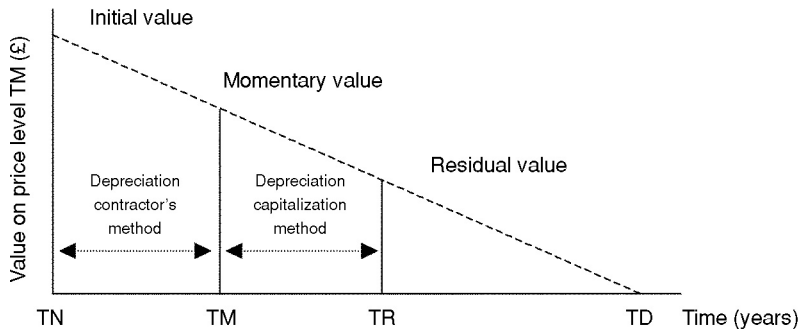 Initial value
Momentary value
Residual value
Value on price level TM (£)
Depreciation
contractor's
method
Depreciation
capitalization
method
TN
TM
TR
TD
Time (years)